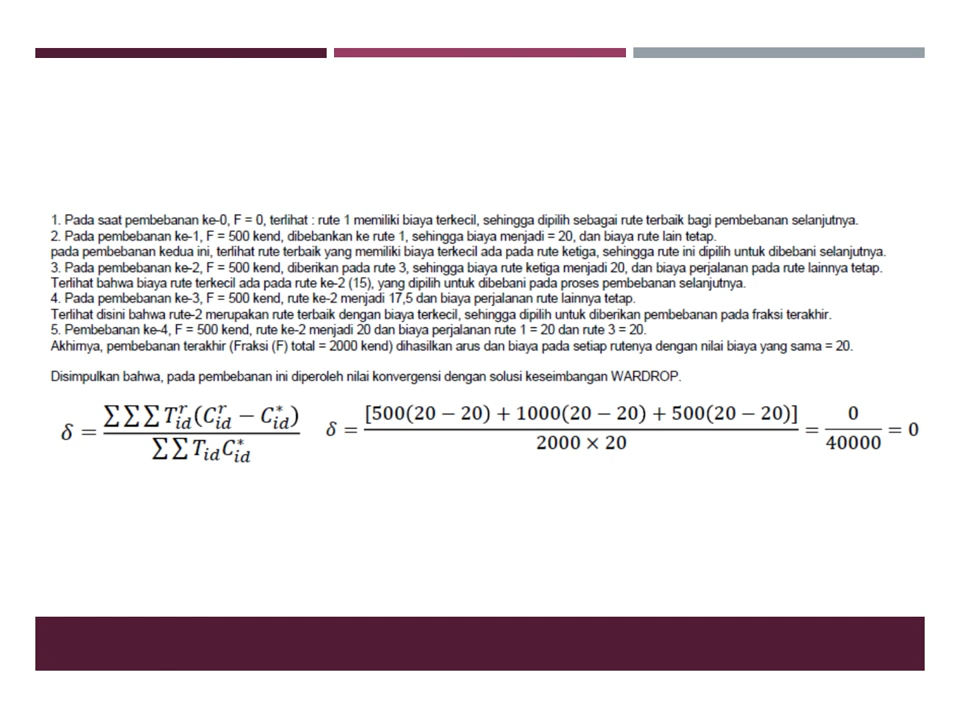 1. Pada saat pembebanan ke-0, F = 0, terlihat : rute 1 memiliki biaya terkecil, sehingga dipilih sebagai rute terbaik bagi pembebanan selanjutnya.
2. Pada pembebanan ke-1, F = 500 kend, dibebankan ke rute 1, sehingga biaya menjadi = 20, dan biaya rute lain tetap.
pada pembebanan kedua ini, terlihat rute terbaik yang memiliki biaya terkecil ada pada rute ketiga, sehingga rute ini dipilih untuk dibebani selanjutnya.
3. Pada pembebanan ke-2, F = 500 kend, diberikan pada rute 3, sehingga biaya rute ketiga menjadi 20, dan biaya perjalanan pada rute lainnya tetap.
Terlihat bahwa biaya rute terkecil ada pada rute ke-2 (15), yang dipilih untuk dibebani pada proses pembebanan selanjutnya.
4. Pada pembebanan ke-3, F = 500 kend, rute ke-2 menjadi 17,5 dan biaya perjalanan rute lainnya tetap.
Terlihat disini bahwa rute-2 merupakan rute terbaik dengan biaya terkecil, sehingga dipilih untuk diberikan pembebanan pada fraksi terakhir.
5. Pembebanan ke-4, F = 500 kend, rute ke-2 menjadi 20 dan biaya perjalanan rute 1 = 20 dan rute 3 = 20.
Akhirnya, pembebanan terakhir (Fraksi (F) total = 2000 kend) dihasilkan arus dan biaya pada setiap rutenya dengan nilai biaya yang sama = 20.
Disimpulkan bahwa, pada pembebanan ini diperoleh nilai konvergensi dengan solusi keseimbangan WARDROP.
δ = ∑∑∑ T^r_id (C^r_id − C^*_id) / ∑∑ T_id C^*_id
δ = [500(20 − 20) + 1000(20 − 20) + 500(20 − 20)] / 2000 × 20 = 0 / 40000 = 0